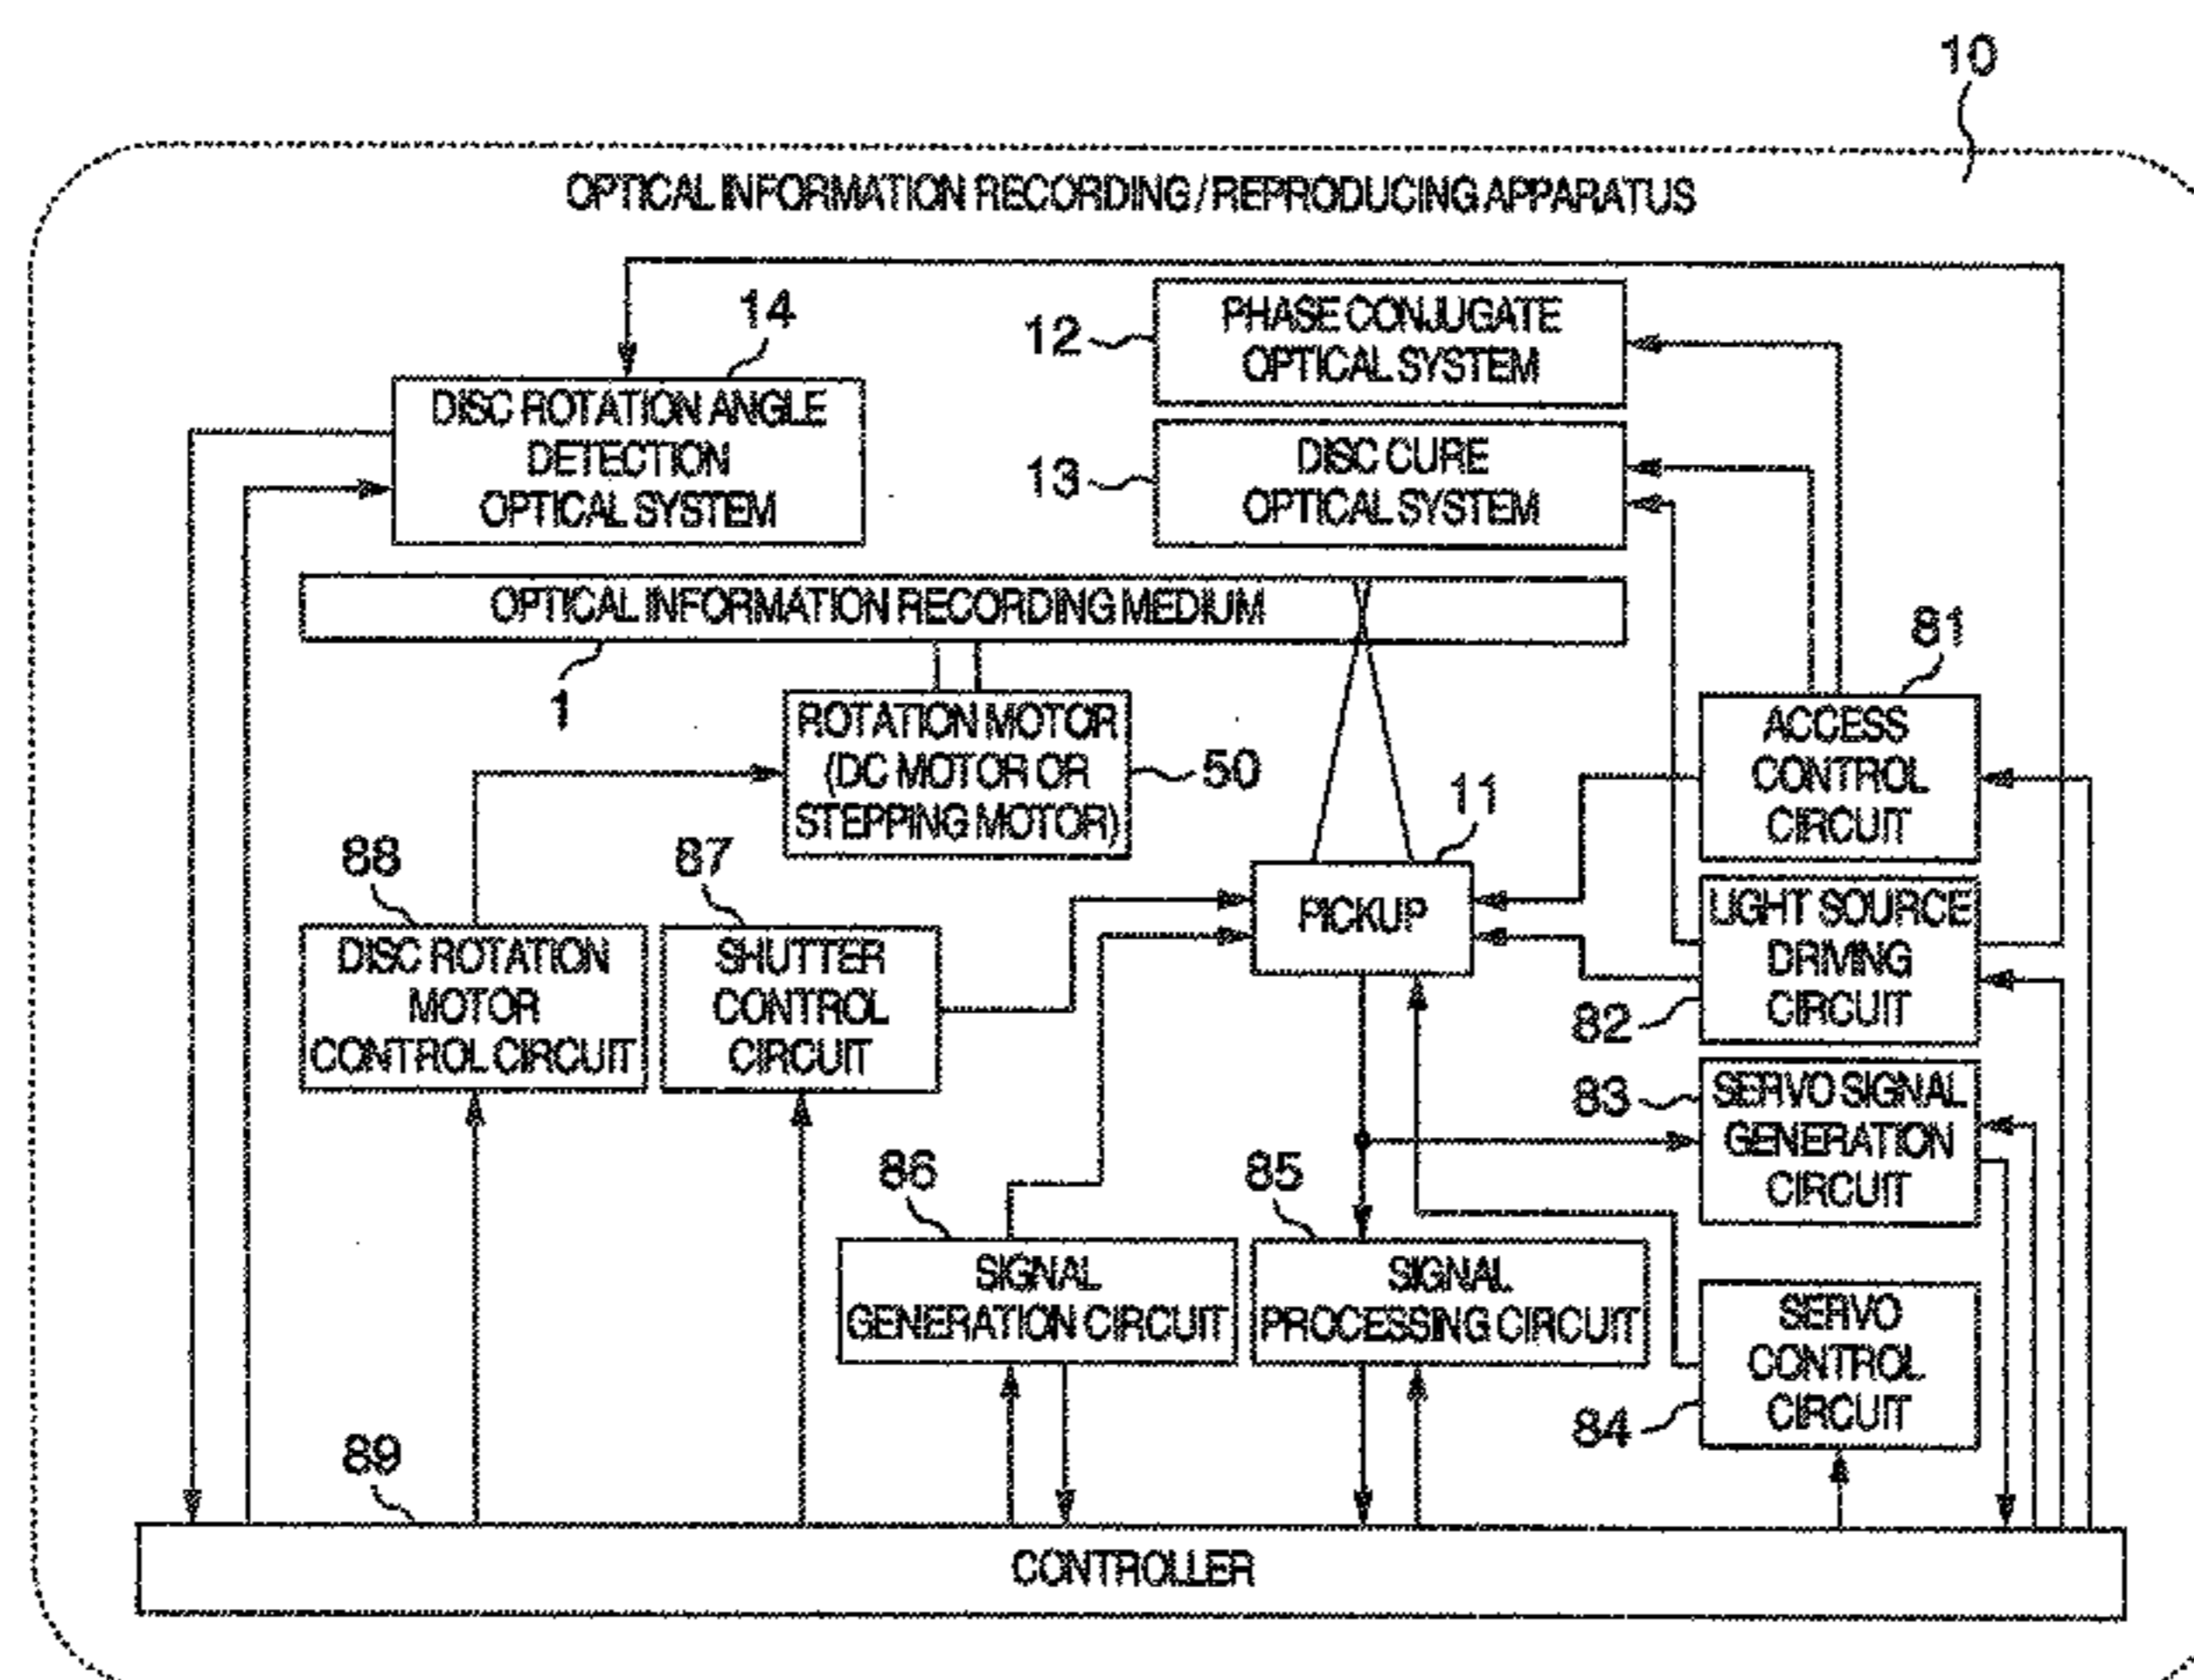 10
OPTICAL INFORMATION RECORDING / REPRODUCING APPARATUS
14
DISC ROTATION ANGLE
DETECTION
OPTICAL SYSTEM
12
PHASE CONJUGATE
OPTICAL SYSTEM
13
DISC CURE
OPTICAL SYSTEM
OPTICAL INFORMATION RECORDING MEDIUM
1
ROTATION MOTOR
(DC MOTOR OR
STEPPING MOTOR)
50
81
ACCESS
CONTROL
CIRCUIT
11
PICKUP
88
DISC ROTATION
MOTOR
CONTROL CIRCUIT
87
SHUTTER
CONTROL
CIRCUIT
LIGHT SOURCE
DRIVING
CIRCUIT
82
83
SERVO SIGNAL
GENERATION
CIRCUIT
86
SIGNAL
GENERATION CIRCUIT
85
SIGNAL
PROCESSING CIRCUIT
SERVO
CONTROL
CIRCUIT
84
89
CONTROLLER